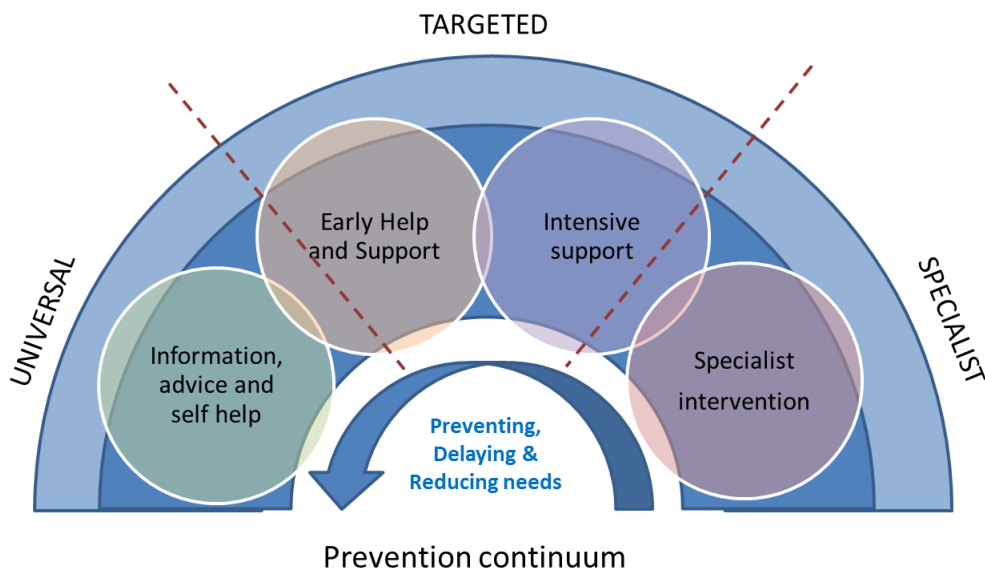 TARGETED
UNIVERSAL
SPECIALIST
Early Help
and Support
Intensive
support
Information,
advice and
self help
Specialist
intervention
Preventing,
Delaying &
Reducing needs
Prevention continuum